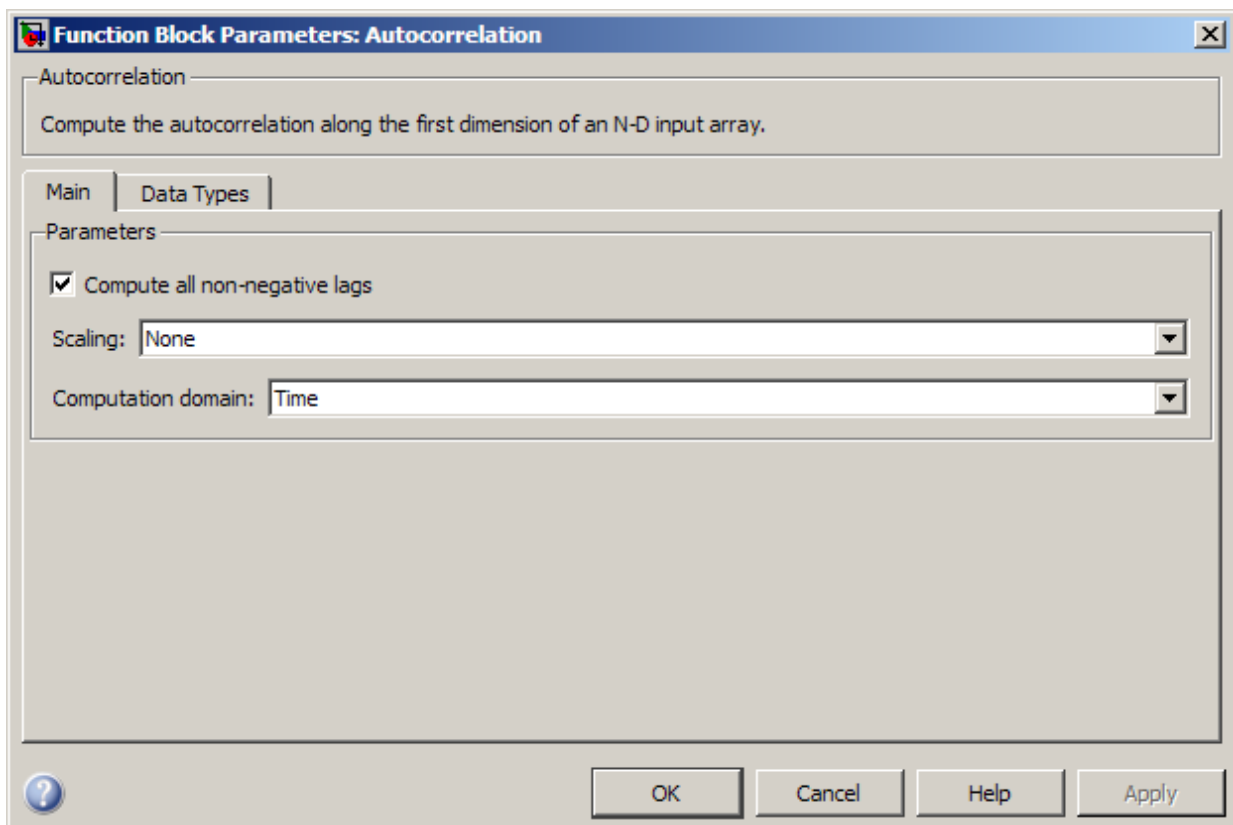 Function Block Parameters: Autocorrelation
Autocorrelation
Compute the autocorrelation along the first dimension of an N-D input array.
Main Data Types
Parameters
Compute all non-negative lags
Scaling: None
Computation domain: Time
? OK Cancel Help Apply